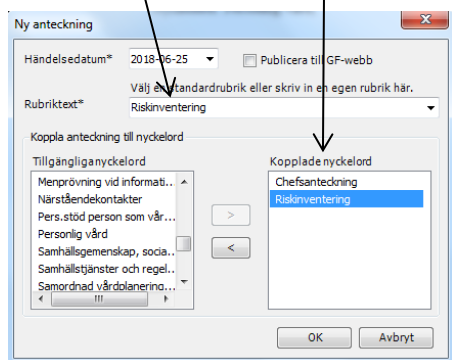 Ny anteckning
Händelsedatum* 2018-06-25 Publicera till GF-webb
Välj en standardrubrik eller skriv in en egen rubrik här.
Rubriktext* Riskinventering
Koppla anteckning till nyckelord
Tillgängliga nyckelord
Menprövning vid informati...
Närståendekontakter
Pers.stöd person som vår...
Personlig vård
Samhällsgemenskap, socia...
Samhällstjänster och regel...
Samordnad vårdplanering...
>
<
Kopplade nyckelord
Chefsanteckning
Riskinventering
OK Avbryt